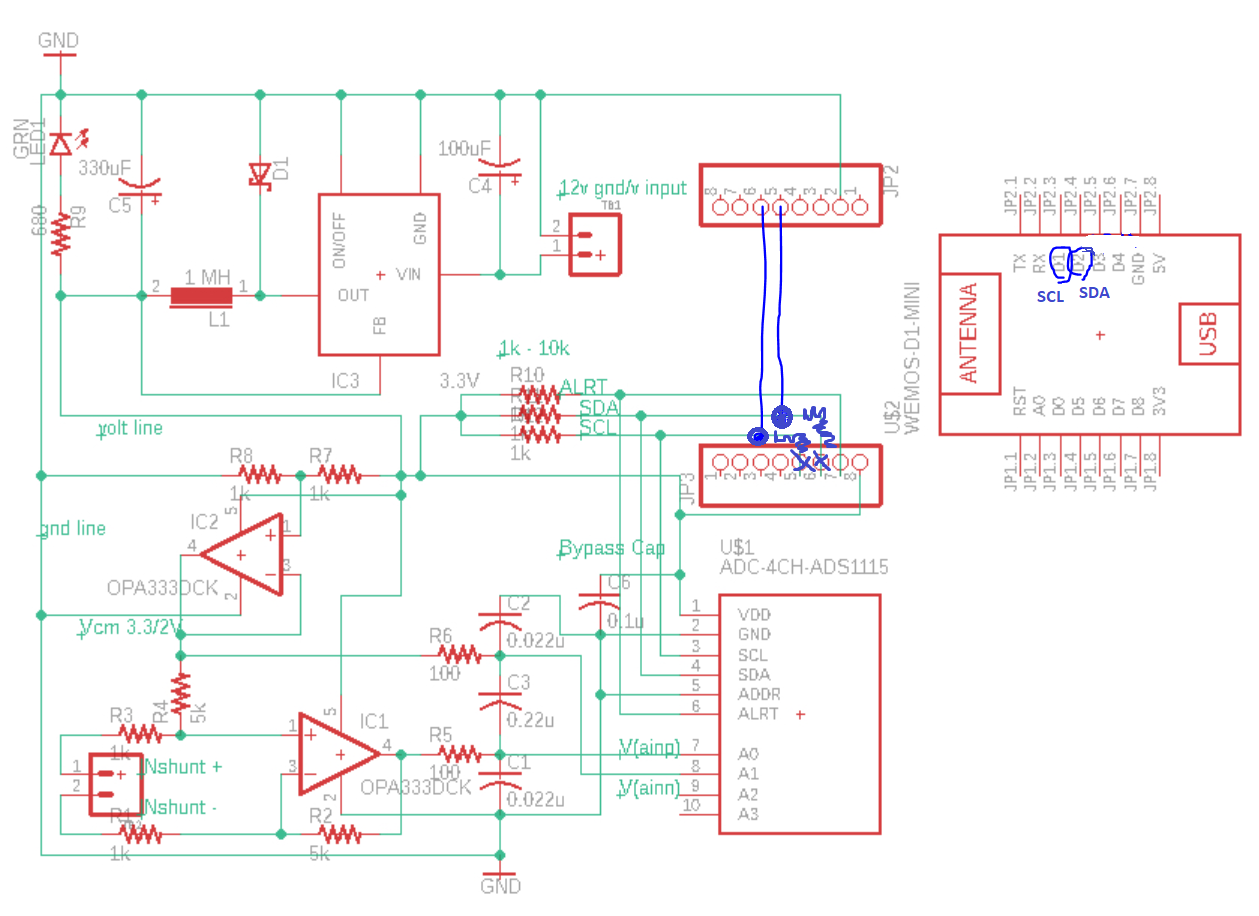 GND
GRN
LED1
680
R9
330uF
C5
D1
100uF
C4
12v gnd/v input
TB1
2
1
ON/OFF
GND
VIN
OUT
FB
IC3
2
1 MH
1
L1
8 7 6 5 4 3 2 1
JP2
JP2.1
JP2.2
JP2.3
JP2.4
JP2.5
JP2.6
JP2.7
JP2.8
TX
RX
D1
D2
D3
D4
GND
5V
SCL
SDA
ANTENNA
USB
RST
A0
D0
D5
D6
D7
D8
3V3
JP1.1
JP1.2
JP1.3
JP1.4
JP1.5
JP1.6
JP1.7
JP1.8
U$2
WEMOS-D1-MINI
1k - 10k
3.3V
R10
ALRT
SDA
SCL
1k
JP3
1 2 3 4 5 6 7 8
volt line
R8
R7
1k
1k
IC2
gnd line
5
1
4
3
2
OPA333DCK
Vcm 3.3/2V
Bypass Cap
C6
0.1u
U$1
ADC-4CH-ADS1115
1
VDD
2
GND
3
SCL
4
SDA
5
ADDR
6
ALRT
7
A0
8
A1
9
A2
10
A3
C2
0.022u
R6
100
C3
0.22u
R5
100
C1
0.022u
V(ainp)
V(ainn)
R4
5k
R3
1k
1
2
Nshunt +
Nshunt -
R1
1k
IC1
5
1
4
3
2
OPA333DCK
R2
5k
GND